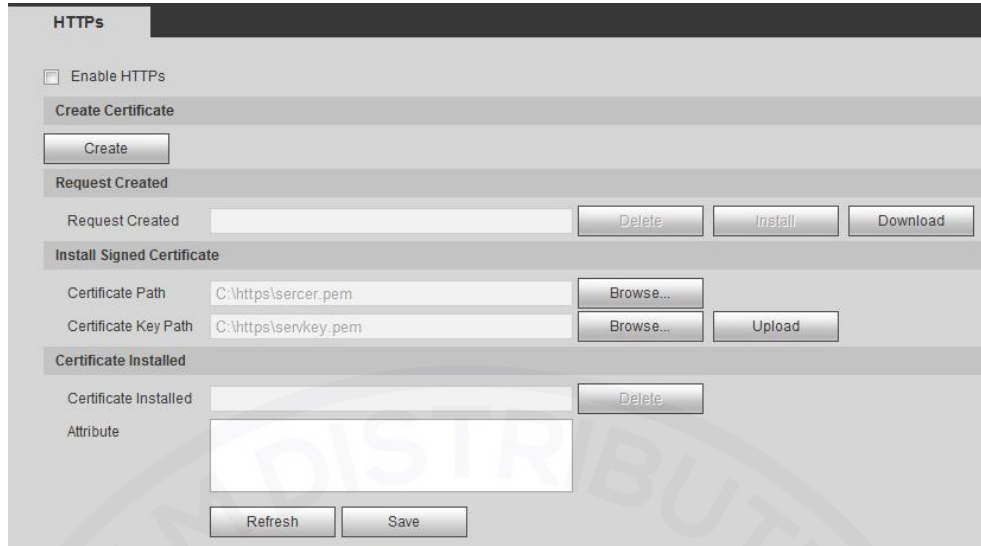 HTTPs
Enable HTTPs
Create Certificate
Create
Request Created
Request Created Delete Install Download
Install Signed Certificate
Certificate Path C:\https\sercer.pem Browse...
Certificate Key Path C:\https\servkey.pem Browse... Upload
Certificate Installed
Certificate Installed Delete
Attribute
Refresh Save